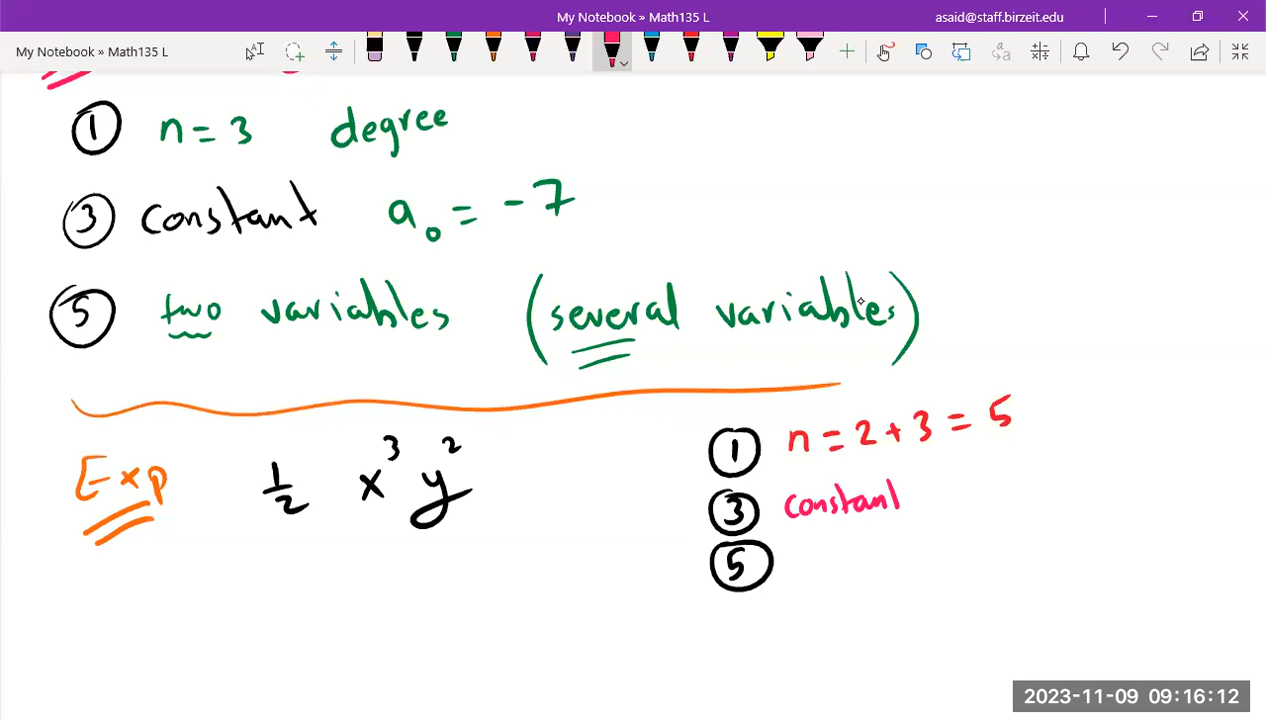 My Notebook » Math135 L
asaid@staff.birzeit.edu
My Notebook » Math135 L
① n = 3 degree
③ constant a₀ = -7
⑤ two variables (several variables)
Exp ½ x³ y²
① n = 2 + 3 = 5
③ constant
⑤
2023-11-09 09:16:12